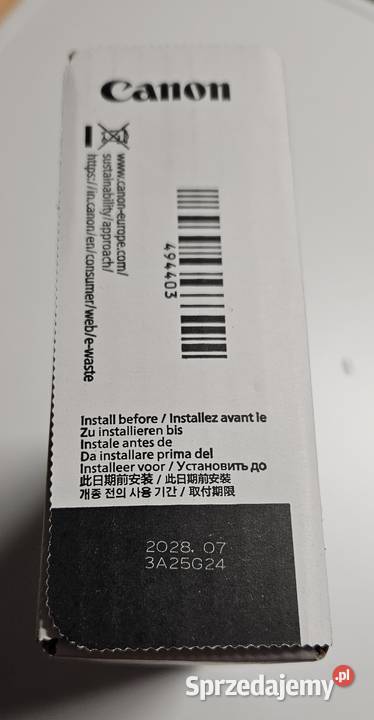 Canon
www.canon-europe.com/
sustainability/approach/
https://in.canon/en/consumer/web/e-waste
494403
Install before / Installez avant le
Zu installieren bis
Instale antes de
Da installare prima del
Installeer voor / Установить до
此日期前安装 / 此日期前安裝
개중 전의 사용 기간 / 取付期限
2028. 07
3A25G24
Sprzedajemy.pl